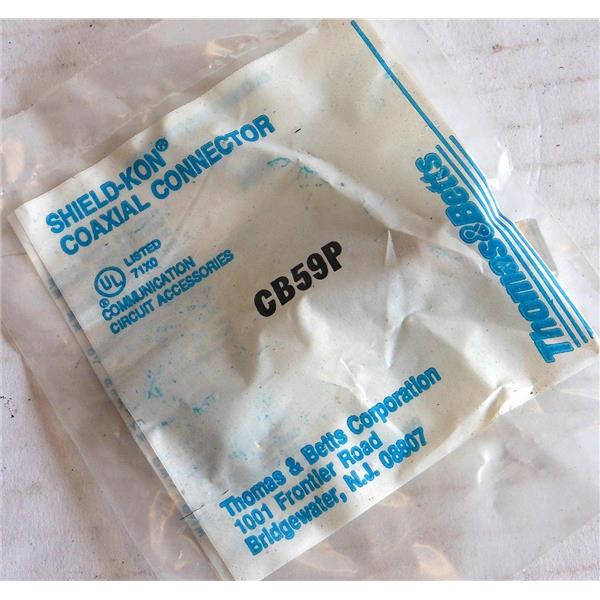 SHIELD-KON®
COAXIAL CONNECTOR
UL
LISTED
71X0
®COMMUNICATION
CIRCUIT ACCESSORIES
CB59P
Thomas & Betts Corporation
1001 Frontier Road
Bridgewater, N.J. 08807
Thomas&Betts